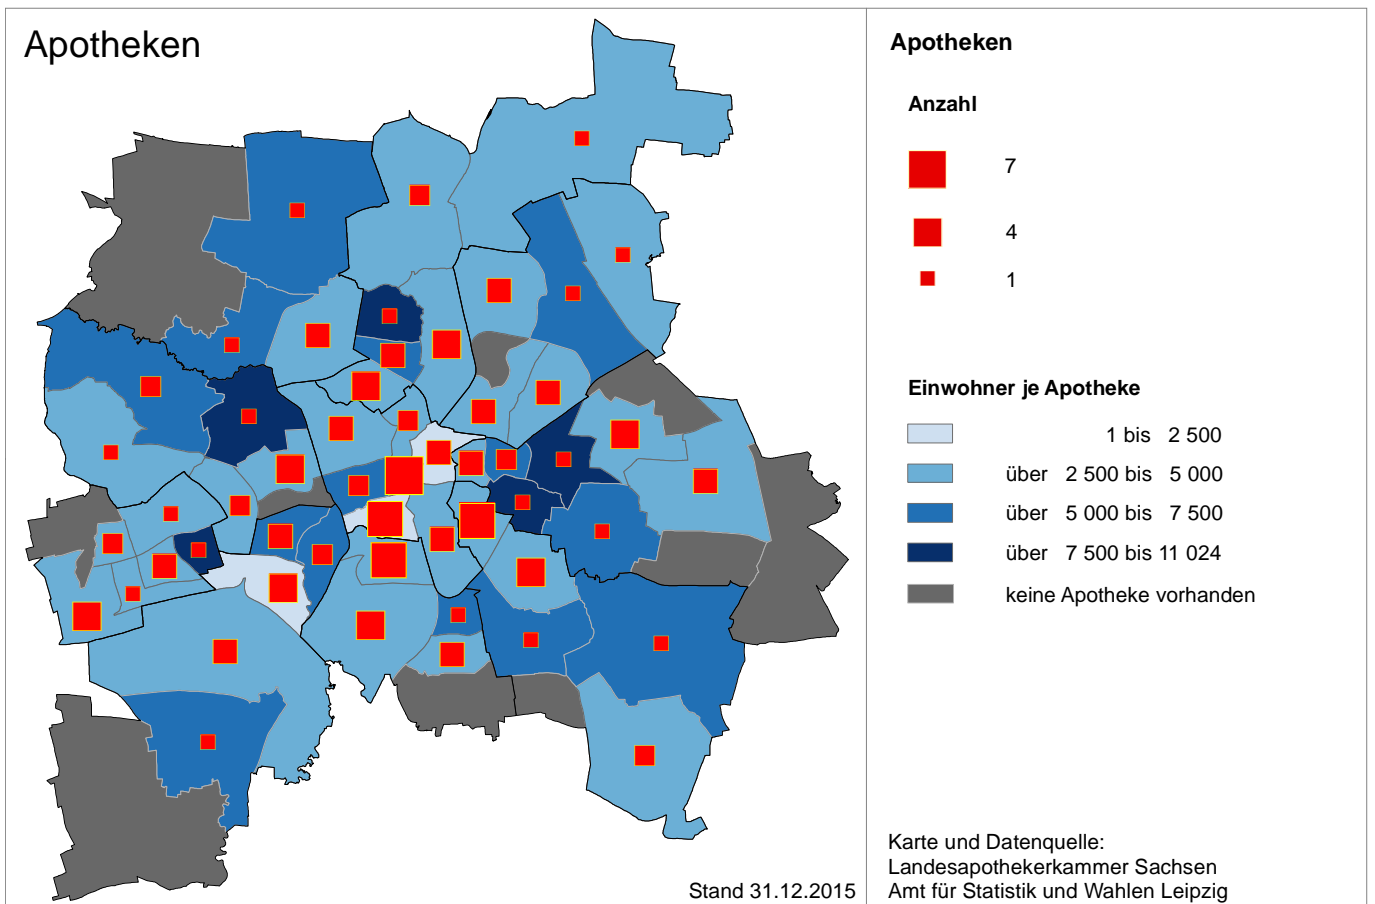 Apotheken
Stand 31.12.2015
Apotheken
Anzahl
7
4
1
Einwohner je Apotheke
1 bis 2 500
über 2 500 bis 5 000
über 5 000 bis 7 500
über 7 500 bis 11 024
keine Apotheke vorhanden
Karte und Datenquelle:
Landesapothekerkammer Sachsen
Amt für Statistik und Wahlen Leipzig